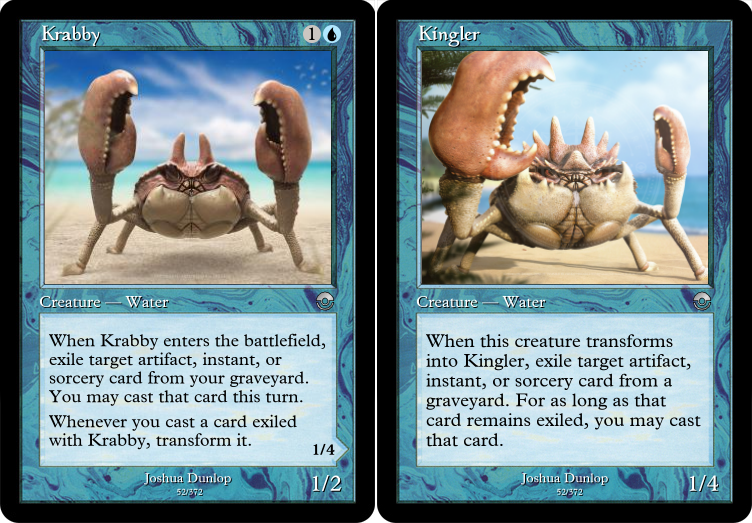 Krabby 1
Creature — Water
When Krabby enters the battlefield,
exile target artifact, instant, or
sorcery card from your graveyard.
You may cast that card this turn.
Whenever you cast a card exiled
with Krabby, transform it.
1/4
Joshua Dunlop
52/372
1/2
Kingler
Creature — Water
When this creature transforms
into Kingler, exile target artifact,
instant, or sorcery card from a
graveyard. For as long as that
card remains exiled, you may cast
that card.
Joshua Dunlop
52/372
1/4